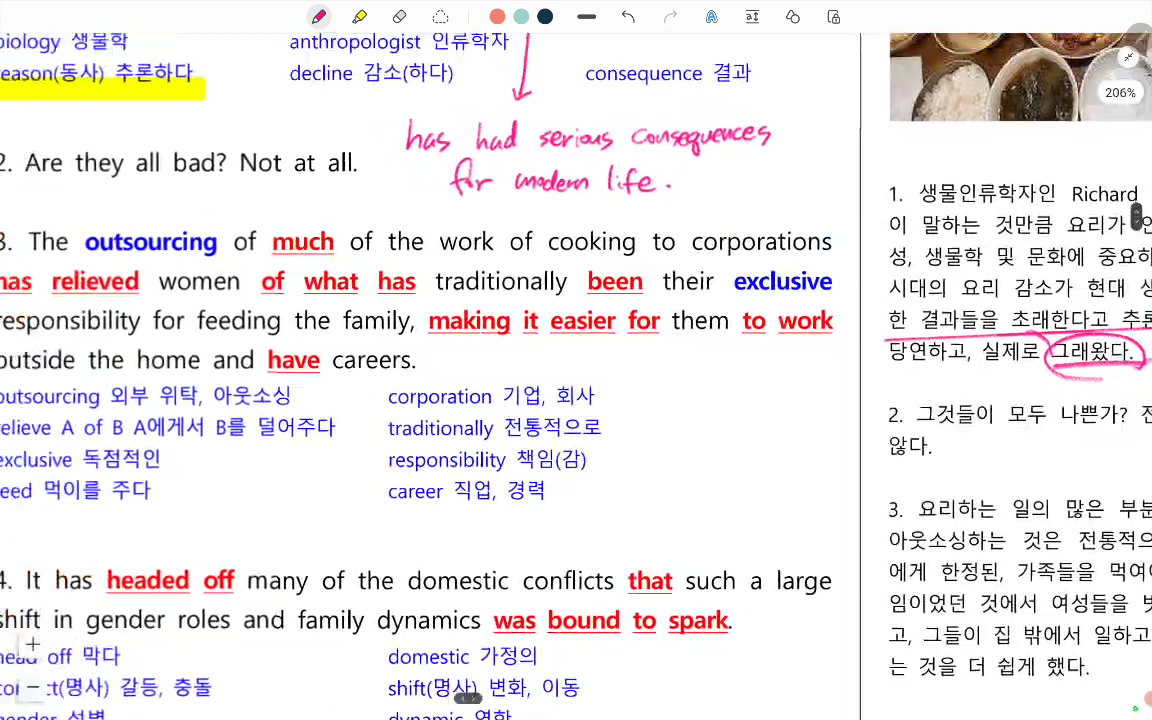 biology 생물학
anthropologist 인류학자
reason(동사) 추론하다
decline 감소(하다)
consequence 결과
206%
has had serious consequences
for modern life.
2. Are they all bad? Not at all.
3. The outsourcing of much of the work of cooking to corporations
has relieved women of what has traditionally been their exclusive
responsibility for feeding the family, making it easier for them to work
outside the home and have careers.
outsourcing 외부 위탁, 아웃소싱
corporation 기업, 회사
relieve A of B A에게서 B를 덜어주다
traditionally 전통적으로
exclusive 독점적인
responsibility 책임(감)
feed 먹이를 주다
career 직업, 경력
4. It has headed off many of the domestic conflicts that such a large
shift in gender roles and family dynamics was bound to spark.
head off 막다
domestic 가정의
갈등, 충돌
shift(명사) 변화, 이동
gender 성별
dynamic 역학
1. 생물인류학자인 Richard
이 말하는 것만큼 요리가
성, 생물학 및 문화에 중요하
시대의 요리 감소가 현대 생
한 결과들을 초래한다고 추론
당연하고, 실제로 그래왔다.
2. 그것들이 모두 나쁜가? 전
않다.
3. 요리하는 일의 많은 부분
아웃소싱하는 것은 전통적으
에게 한정된, 가족들을 먹여
임이었던 것에서 여성들을 벗
고, 그들이 집 밖에서 일하고
는 것을 더 쉽게 했다.